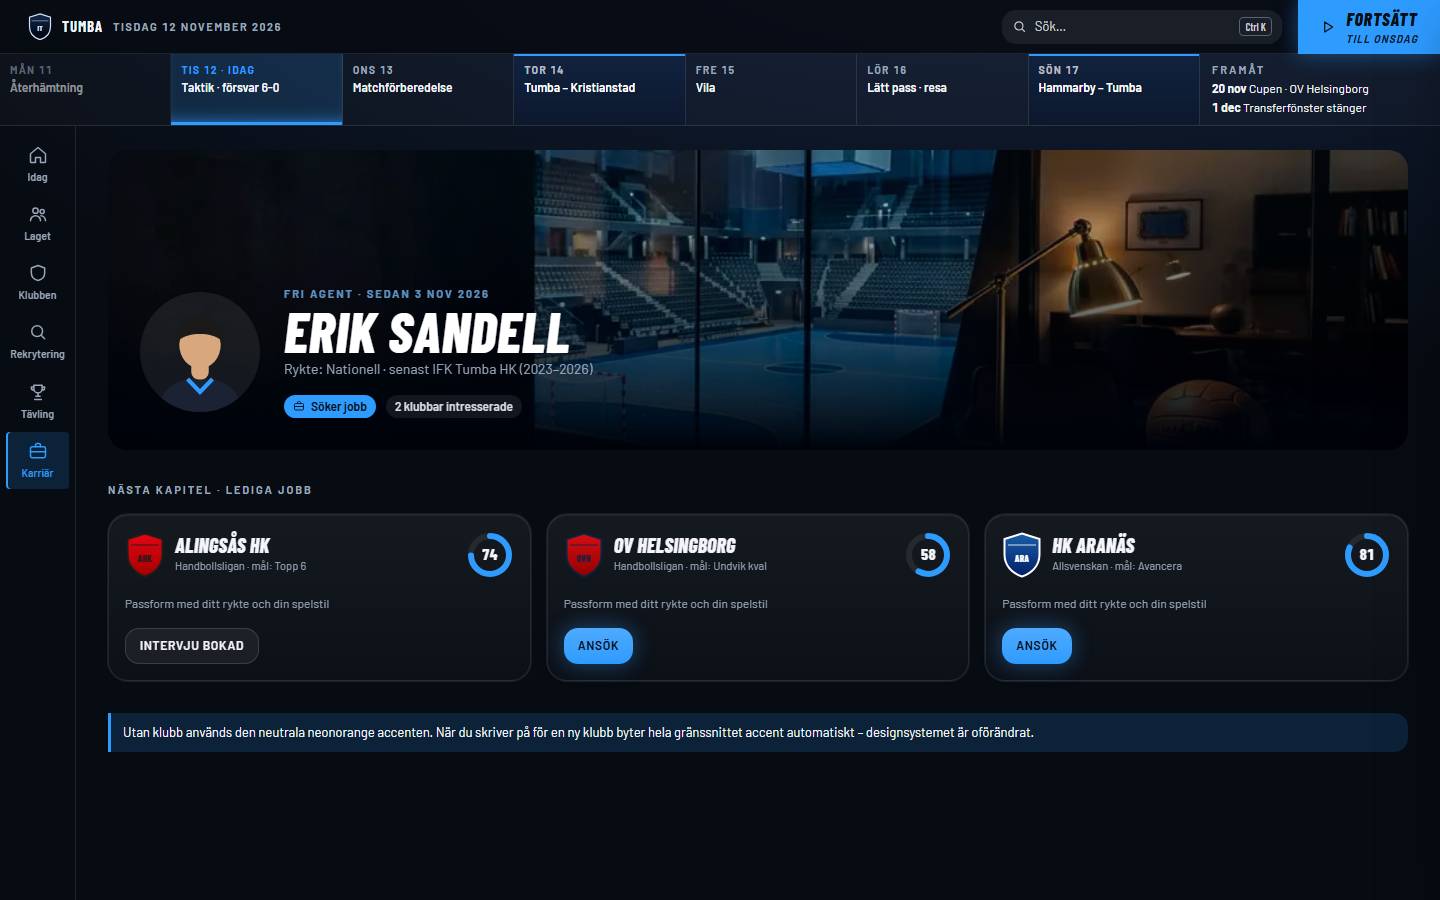 IT
TUMBA
TISDAG 12 NOVEMBER 2026
Sök...
Ctrl K
FORTSÄTT
TILL ONSDAG
MÅN 11
Återhämtning
TIS 12 · IDAG
Taktik · försvar 6-0
ONS 13
Matchförberedelse
TOR 14
Tumba – Kristianstad
FRE 15
Vila
LÖR 16
Lätt pass · resa
SÖN 17
Hammarby – Tumba
FRAMÅT
20 nov Cupen · OV Helsingborg
1 dec Transferfönster stänger
Idag
Laget
Klubben
Rekrytering
Tävling
Karriär
FRI AGENT · SEDAN 3 NOV 2026
ERIK SANDELL
Rykte: Nationell · senast IFK Tumba HK (2023–2026)
Söker jobb
2 klubbar intresserade
NÄSTA KAPITEL · LEDIGA JOBB
ALINGSÅS HK
Handbollsligan · mål: Topp 6
74
Passform med ditt rykte och din spelstil
INTERVJU BOKAD
OV HELSINGBORG
Handbollsligan · mål: Undvik kval
58
Passform med ditt rykte och din spelstil
ANSÖK
ARA
HK ARANÄS
Allsvenskan · mål: Avancera
81
Passform med ditt rykte och din spelstil
ANSÖK
Utan klubb används den neutrala neonorange accenten. När du skriver på för en ny klubb byter hela gränssnittet accent automatiskt – designsystemet är oförändrat.